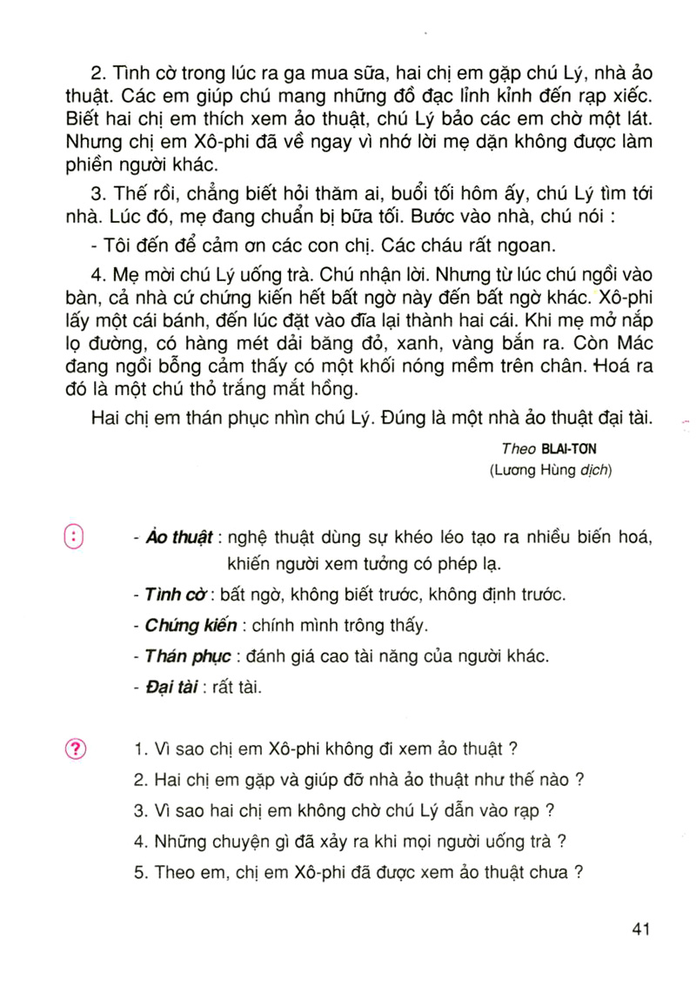 2. Tình cờ trong lúc ra ga mua sữa, hai chị em gặp chú Lý, nhà ảo
thuật. Các em giúp chú mang những đồ đạc lỉnh kỉnh đến rạp xiếc.
Biết hai chị em thích xem ảo thuật, chú Lý bảo các em chờ một lát.
Nhưng chị em Xô-phi đã về ngay vì nhớ lời mẹ dặn không được làm
phiền người khác.
3. Thế rồi, chẳng biết hỏi thăm ai, buổi tối hôm ấy, chú Lý tìm tới
nhà. Lúc đó, mẹ đang chuẩn bị bữa tối. Bước vào nhà, chú nói :
- Tôi đến để cảm ơn các con chị. Các cháu rất ngoan.
4. Mẹ mời chú Lý uống trà. Chú nhận lời. Nhưng từ lúc chú ngồi vào
bàn, cả nhà cứ chứng kiến hết bất ngờ này đến bất ngờ khác. Xô-phi
lấy một cái bánh, đến lúc đặt vào đĩa lại thành hai cái. Khi mẹ mở nắp
lọ đường, có hàng mét dải băng đỏ, xanh, vàng bắn ra. Còn Mác
đang ngồi bỗng cảm thấy có một khối nóng mềm trên chân. Hoá ra
đó là một chú thỏ trắng mắt hồng.
Hai chị em thán phục nhìn chú Lý. Đúng là một nhà ảo thuật đại tài.
Theo BLAI-TƠN
(Lương Hùng dịch)
- Ảo thuật : nghệ thuật dùng sự khéo léo tạo ra nhiều biến hoá,
khiến người xem tưởng có phép lạ.
- Tình cờ : bất ngờ, không biết trước, không định trước.
- Chứng kiến : chính mình trông thấy.
- Thán phục : đánh giá cao tài năng của người khác.
- Đại tài : rất tài.
1. Vì sao chị em Xô-phi không đi xem ảo thuật ?
2. Hai chị em gặp và giúp đỡ nhà ảo thuật như thế nào ?
3. Vì sao hai chị em không chờ chú Lý dẫn vào rạp ?
4. Những chuyện gì đã xảy ra khi mọi người uống trà ?
5. Theo em, chị em Xô-phi đã được xem ảo thuật chưa ?
41